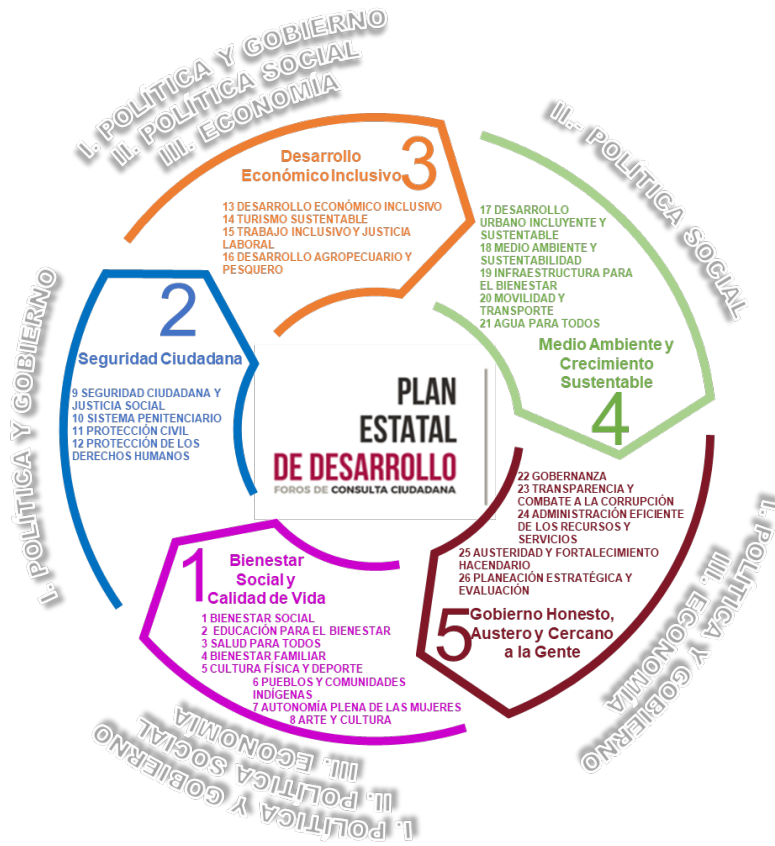 I. POLÍTICA Y GOBIERNO
II. POLÍTICA SOCIAL
III. ECONOMÍA
II.- POLÍTICA SOCIAL
3
Desarrollo
Económico Inclusivo
13 DESARROLLO ECONÓMICO INCLUSIVO
14 TURISMO SUSTENTABLE
15 TRABAJO INCLUSIVO Y JUSTICIA
LABORAL
16 DESARROLLO AGROPECUARIO Y
PESQUERO
17 DESARROLLO
URBANO INCLUYENTE Y
SUSTENTABLE
18 MEDIO AMBIENTE Y
SUSTENTABILIDAD
19 INFRAESTRUCTURA PARA
EL BIENESTAR
20 MOVILIDAD Y
TRANSPORTE
21 AGUA PARA TODOS
Medio Ambiente y
Crecimiento
Sustentable
4
I. POLÍTICA Y GOBIERNO
2
Seguridad Ciudadana
9 SEGURIDAD CIUDADANA Y
JUSTICIA SOCIAL
10 SISTEMA PENITENCIARIO
11 PROTECCIÓN CIVIL
12 PROTECCIÓN DE LOS
DERECHOS HUMANOS
PLAN
ESTATAL
DE DESARROLLO
FOROS DE CONSULTA CIUDADANA
22 GOBERNANZA
23 TRANSPARENCIA Y
COMBATE A LA CORRUPCIÓN
24 ADMINISTRACIÓN EFICIENTE
DE LOS RECURSOS Y
SERVICIOS
25 AUSTERIDAD Y FORTALECIMIENTO
HACENDARIO
26 PLANEACIÓN ESTRATÉGICA Y
EVALUACIÓN
5
Gobierno Honesto,
Austero y Cercano
a la Gente
I. POLÍTICA Y GOBIERNO
III. ECONOMÍA
1
Bienestar
Social y
Calidad de Vida
1 BIENESTAR SOCIAL
2 EDUCACIÓN PARA EL BIENESTAR
3 SALUD PARA TODOS
4 BIENESTAR FAMILIAR
5 CULTURA FÍSICA Y DEPORTE
6 PUEBLOS Y COMUNIDADES
INDÍGENAS
7 AUTONOMÍA PLENA DE LAS MUJERES
8 ARTE Y CULTURA
I. POLÍTICA Y GOBIERNO
II. POLÍTICA SOCIAL
III. ECONOMÍA